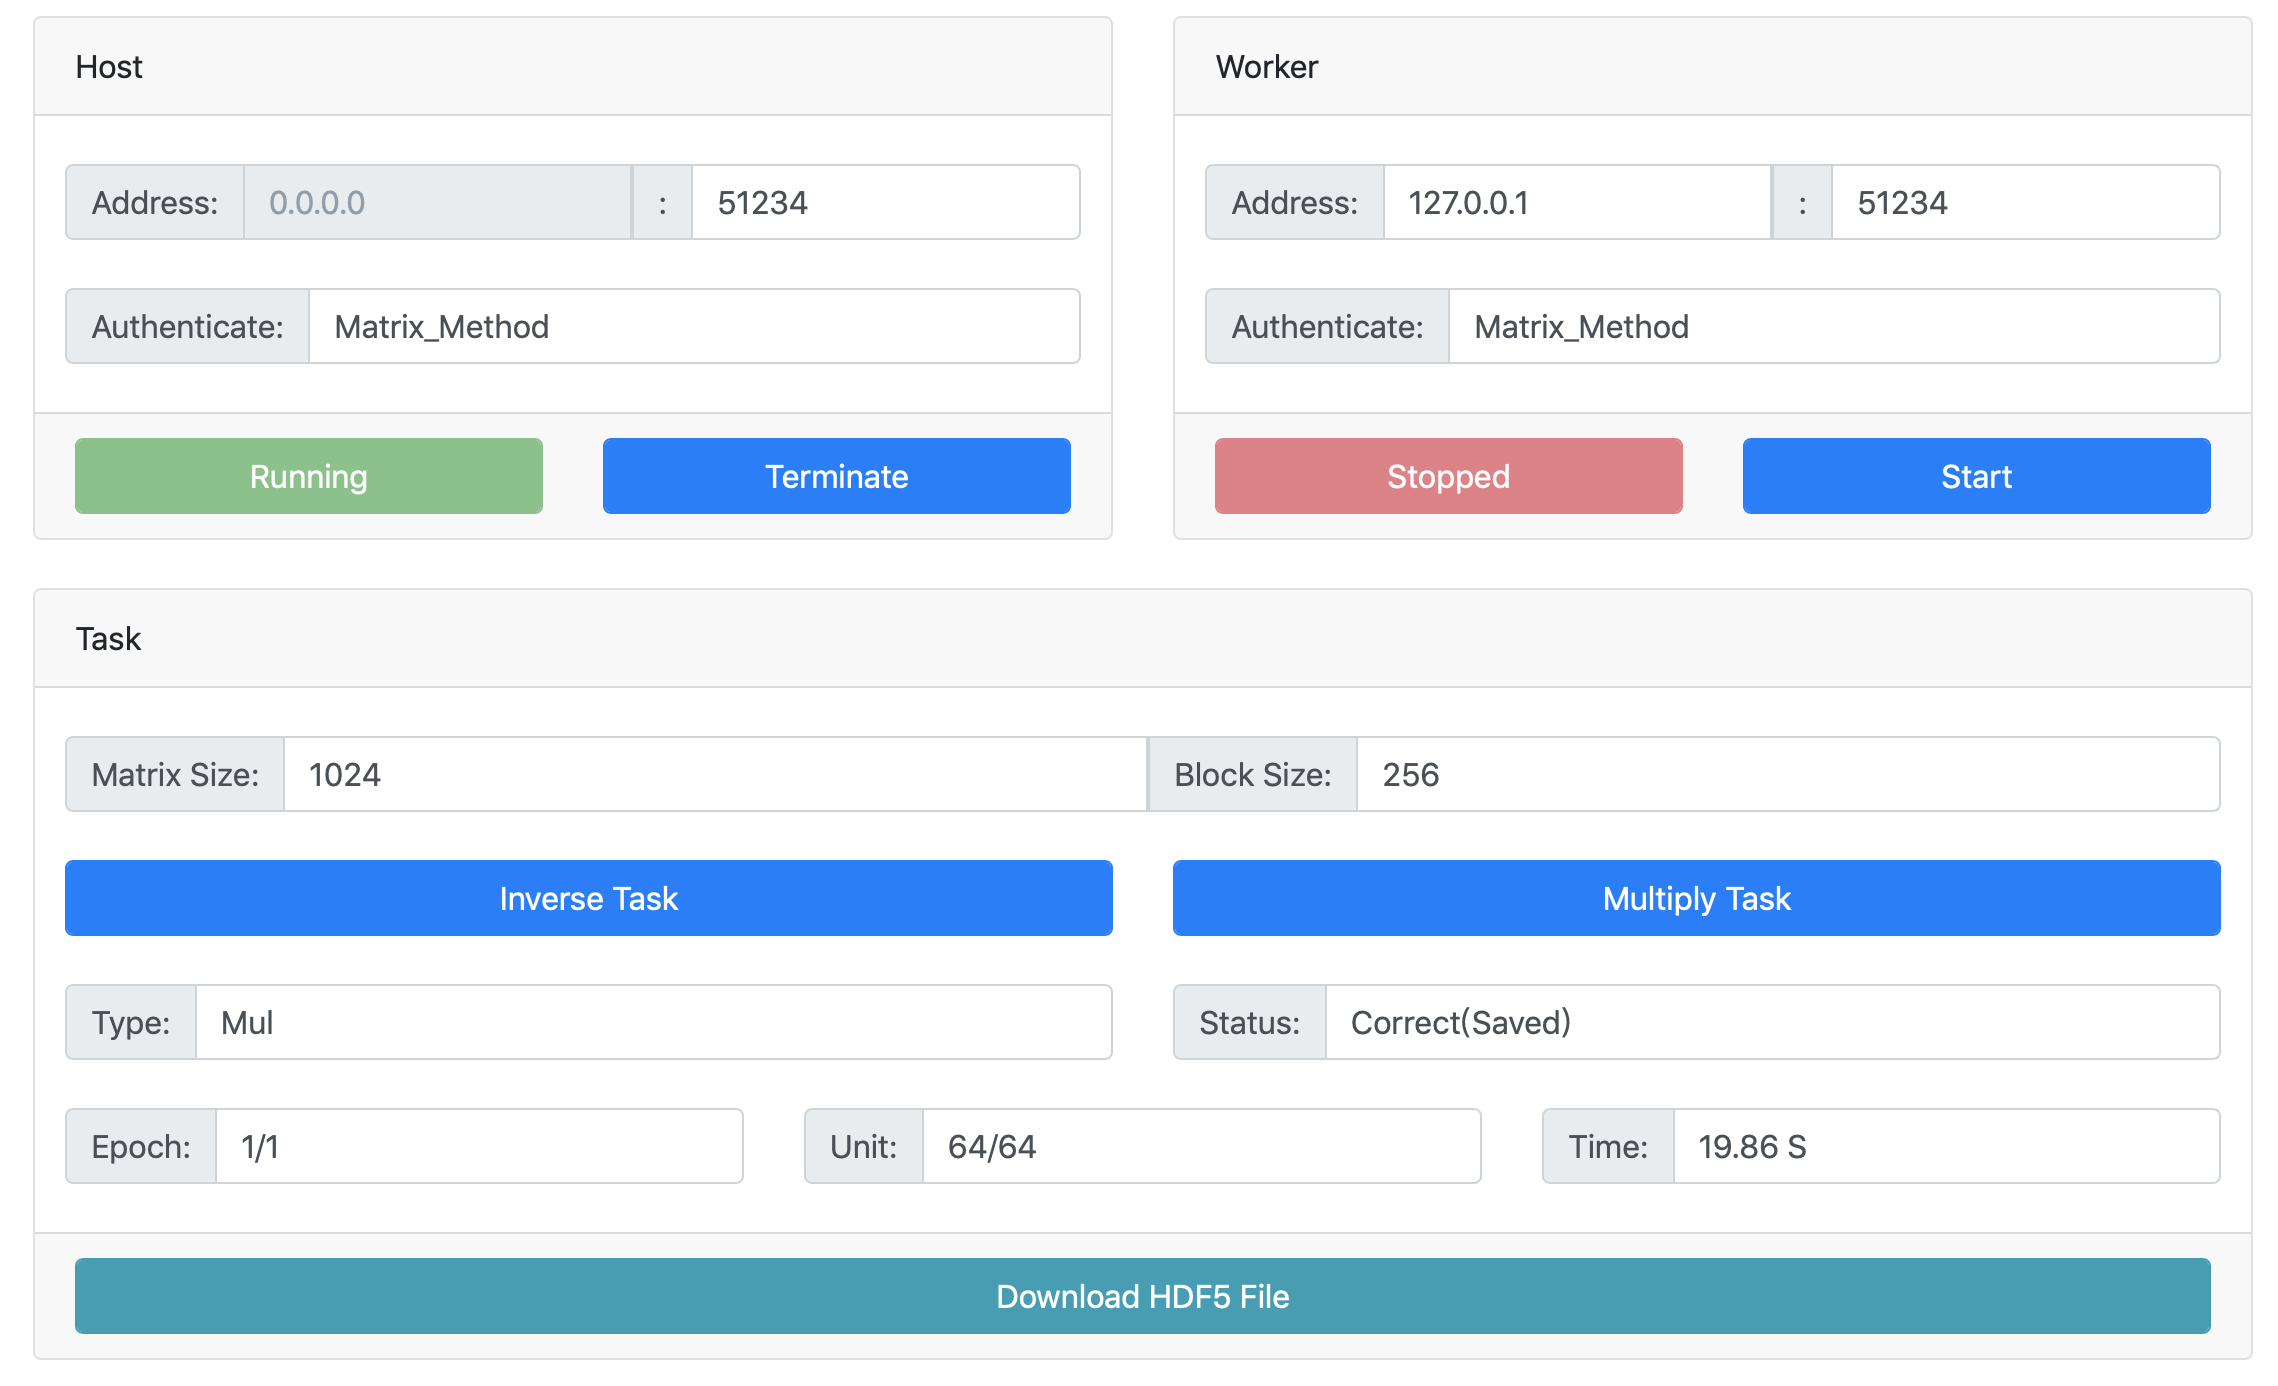 Host
Address: 0.0.0.0 : 51234
Authenticate: Matrix_Method
Running Terminate
Worker
Address: 127.0.0.1 : 51234
Authenticate: Matrix_Method
Stopped Start
Task
Matrix Size: 1024 Block Size: 256
Inverse Task Multiply Task
Type: Mul Status: Correct(Saved)
Epoch: 1/1 Unit: 64/64 Time: 19.86 S
Download HDF5 File